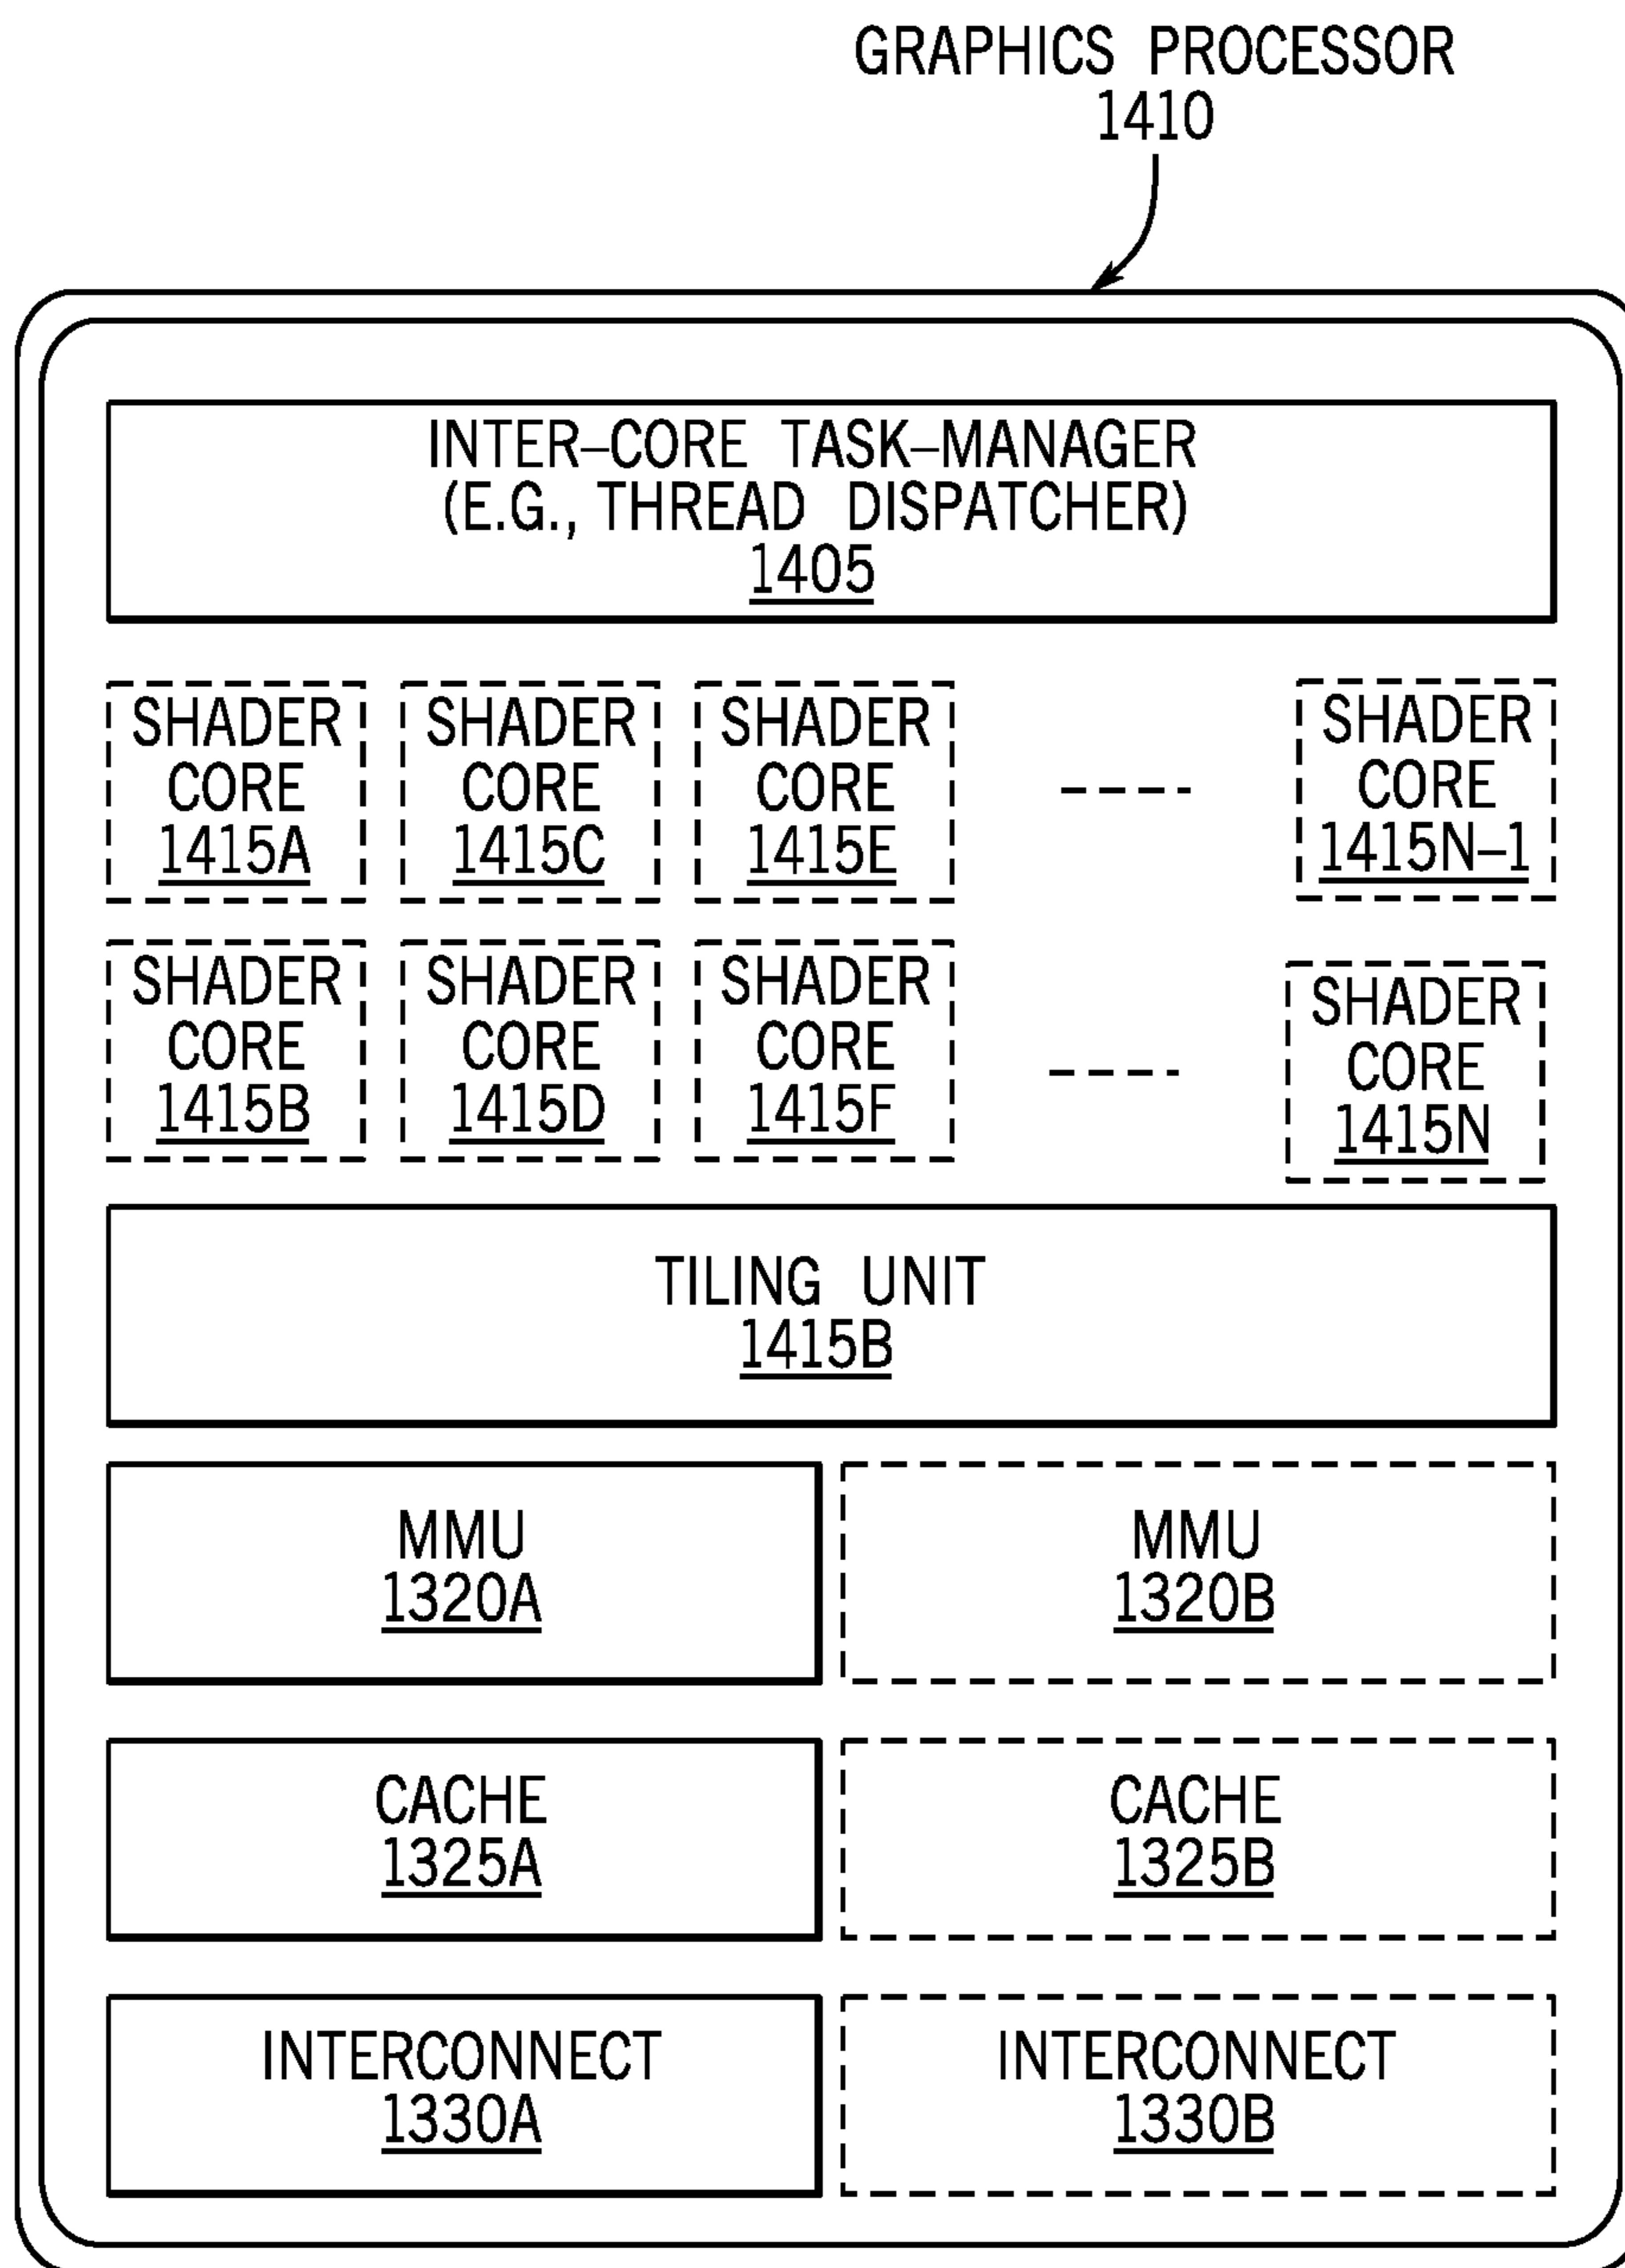 GRAPHICS PROCESSOR
1410
INTER–CORE TASK–MANAGER
(E.G., THREAD DISPATCHER)
1405
SHADER
CORE
1415A
SHADER
CORE
1415C
SHADER
CORE
1415E
SHADER
CORE
1415N–1
SHADER
CORE
1415B
SHADER
CORE
1415D
SHADER
CORE
1415F
SHADER
CORE
1415N
TILING UNIT
1415B
MMU
1320A
MMU
1320B
CACHE
1325A
CACHE
1325B
INTERCONNECT
1330A
INTERCONNECT
1330B